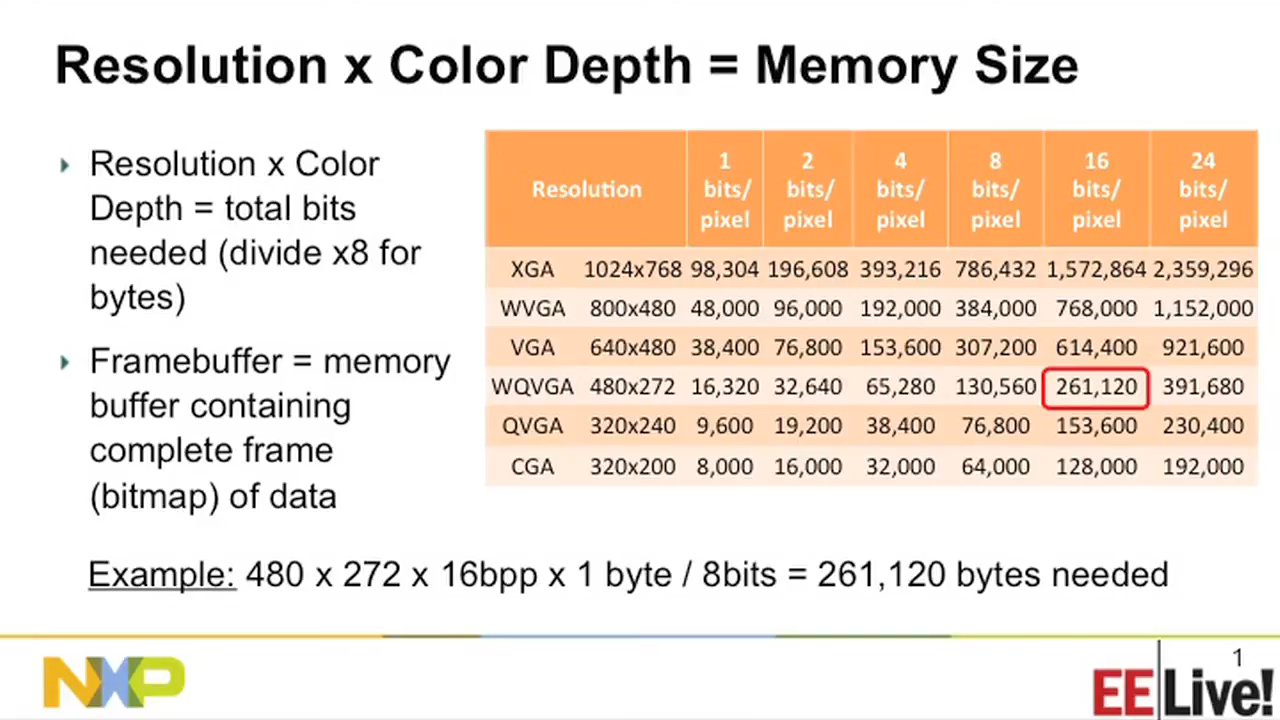 Resolution x Color Depth = Memory Size
Resolution x Color
Depth = total bits
needed (divide x8 for
bytes)
Framebuffer = memory
buffer containing
complete frame
(bitmap) of data
Resolution 1 bits/ pixel 2 bits/ pixel 4 bits/ pixel 8 bits/ pixel 16 bits/ pixel 24 bits/ pixel
XGA 1024x768 98,304 196,608 393,216 786,432 1,572,864 2,359,296
WVGA 800x480 48,000 96,000 192,000 384,000 768,000 1,152,000
VGA 640x480 38,400 76,800 153,600 307,200 614,400 921,600
WQVGA 480x272 16,320 32,640 65,280 130,560 261,120 391,680
QVGA 320x240 9,600 19,200 38,400 76,800 153,600 230,400
CGA 320x200 8,000 16,000 32,000 64,000 128,000 192,000
Example: 480 x 272 x 16bpp x 1 byte / 8bits = 261,120 bytes needed
NXP
EE Live!
1